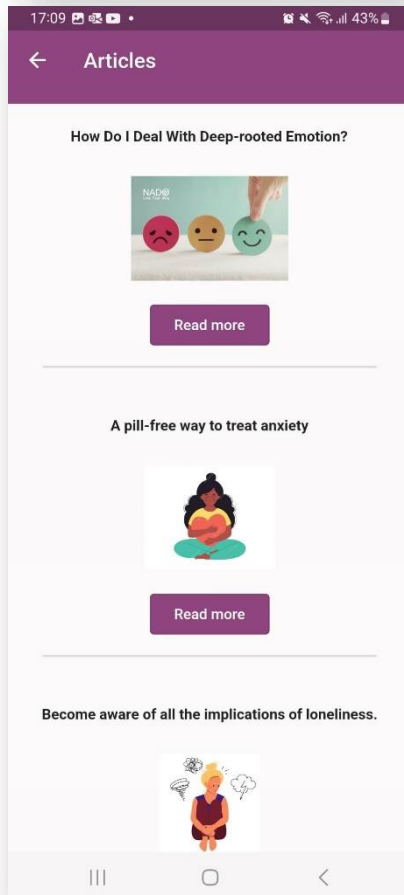 17:09
43%
Articles
How Do I Deal With Deep-rooted Emotion?
NAD
Read more
A pill-free way to treat anxiety
Read more
Become aware of all the implications of loneliness.